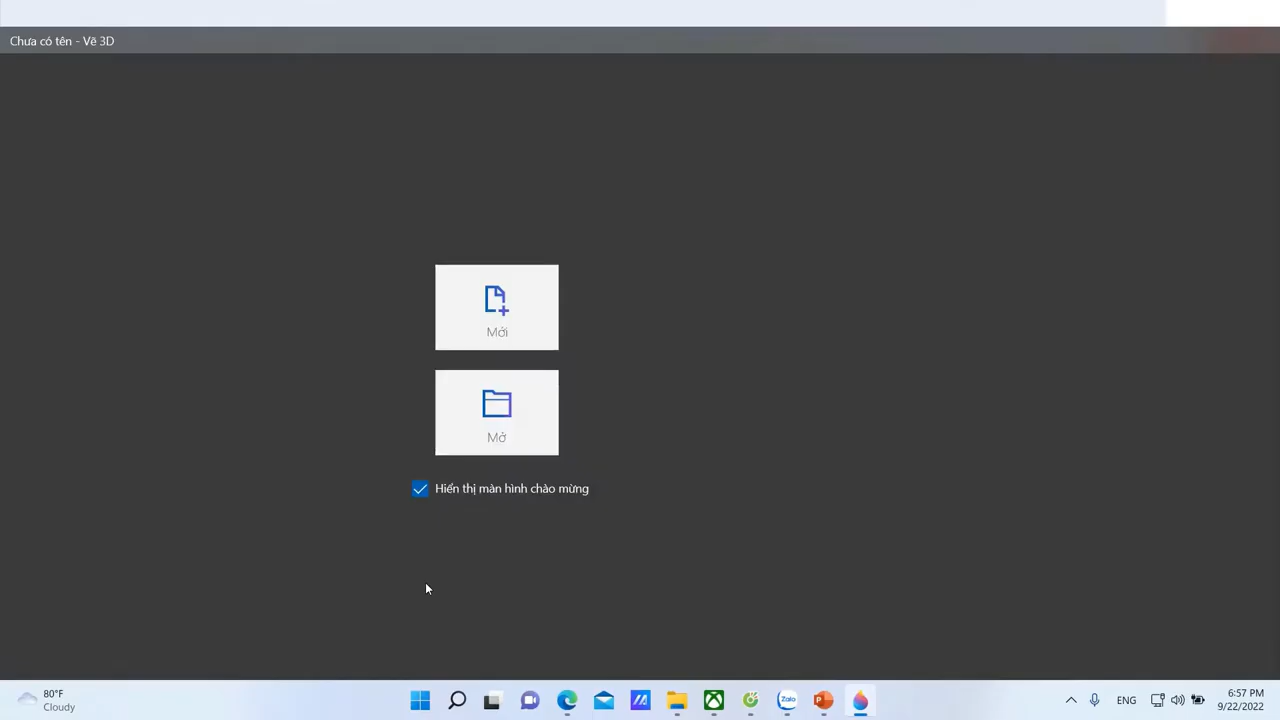 Chưa có tên - Vẽ 3D
Mới
Mở
Hiển thị màn hình chào mừng
80°F
Cloudy
Zalo
P
ENG
6:57 PM
9/22/2022